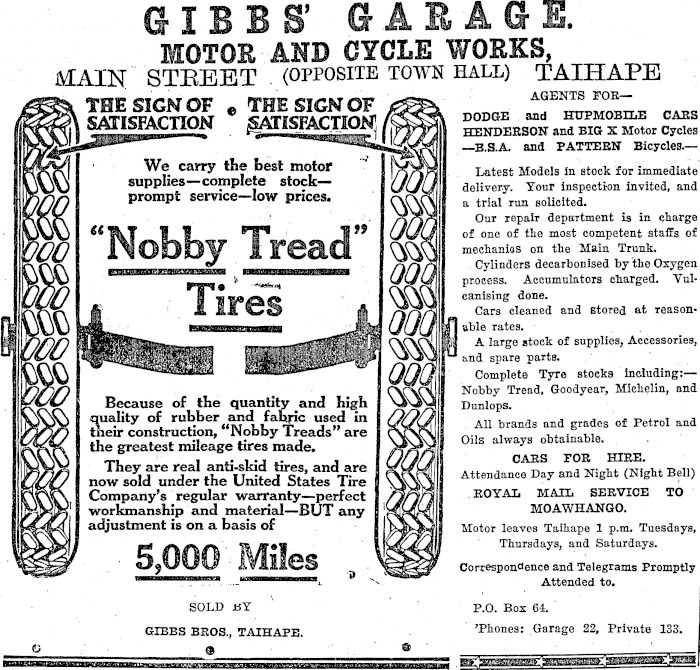 GIBBS' GARAGE.
MOTOR AND CYCLE WORKS,
MAIN STREET (OPPOSITE TOWN HALL) TAIHAPE
THE SIGN OF
SATISFACTION
THE SIGN OF
SATISFACTION
We carry the best motor
supplies—complete stock—
prompt service—low prices.
"Nobby Tread"
Tires
Because of the quantity and high
quality of rubber and fabric used in
their construction, "Nobby Treads" are
the greatest mileage tires made.
They are real anti-skid tires, and are
now sold under the United States Tire
Company's regular warranty—perfect
workmanship and material—BUT any
adjustment is on a basis of
5,000 Miles
SOLD BY
GIBBS BROS., TAIHAPE.
AGENTS FOR—
DODGE and HUPMOBILE CARS
HENDERSON and BIG X Motor Cycles
—B.S.A. and PATTERN Bicycles.—
Latest Models in stock for immediate
delivery. Your inspection invited, and
a trial run solicited.
Our repair department is in charge
of one of the most competent staffs of
mechanics on the Main Trunk.
Cylinders decarbonised by the Oxygen
process. Accumulators charged. Vul-
canising done.
Cars cleaned and stored at reason-
able rates.
A large stock of supplies, Accessories,
and spare parts.
Complete Tyre stocks including:—
Nobby Tread, Goodyear, Michelin, and
Dunlops.
All brands and grades of Petrol and
Oils always obtainable.
CARS FOR HIRE.
Attendance Day and Night (Night Bell)
ROYAL MAIL SERVICE TO
MOAWHANGO.
Motor leaves Taihape 1 p.m. Tuesdays,
Thursdays, and Saturdays.
Correspondence and Telegrams Promptly
Attended to.
P.O. Box 64.
'Phones: Garage 22, Private 133.